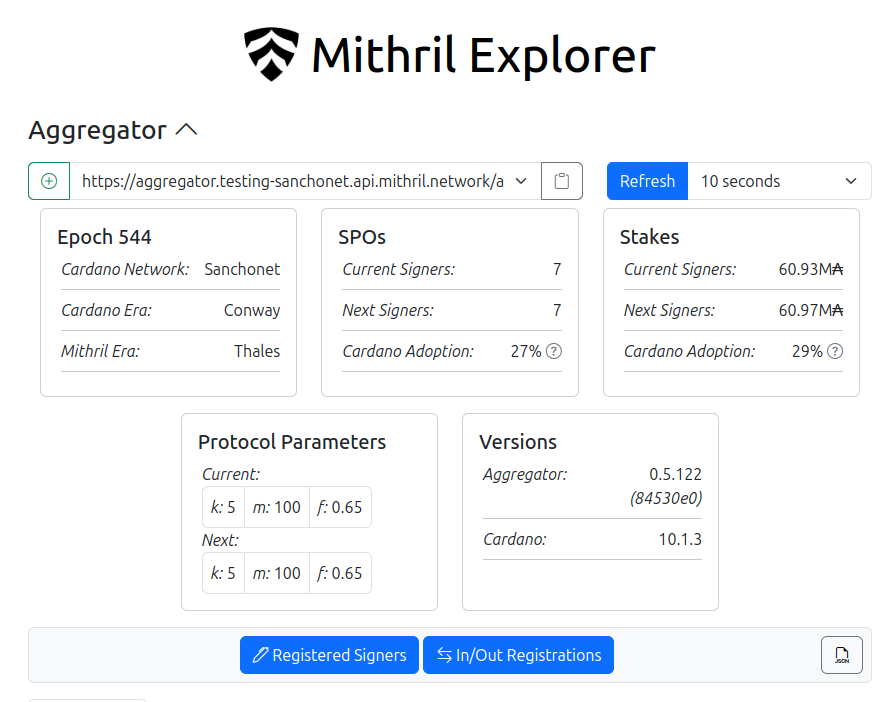 Mithril Explorer
Aggregator
https://aggregator.testing-sanchonet.api.mithril.network/a
Refresh
10 seconds
Epoch 544
Cardano Network: Sanchonet
Cardano Era: Conway
Mithril Era: Thales
SPOs
Current Signers: 7
Next Signers: 7
Cardano Adoption: 27% ?
Stakes
Current Signers: 60.93M₳
Next Signers: 60.97M₳
Cardano Adoption: 29% ?
Protocol Parameters
Current:
k: 5 m: 100 f: 0.65
Next:
k: 5 m: 100 f: 0.65
Versions
Aggregator: 0.5.122
(84530e0)
Cardano: 10.1.3
Registered Signers
In/Out Registrations
JSON